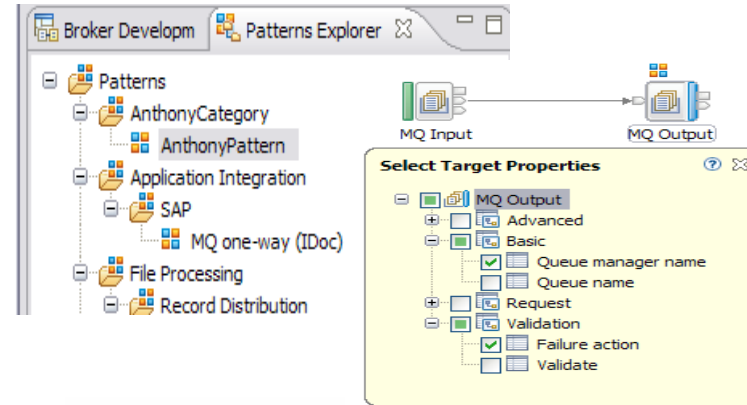 Broker Developm
Patterns Explorer
Patterns
AnthonyCategory
AnthonyPattern
Application Integration
SAP
MQ one-way (IDoc)
File Processing
Record Distribution
MQ Input
MQ Output
Select Target Properties
MQ Output
Advanced
Basic
Queue manager name
Queue name
Request
Validation
Failure action
Validate